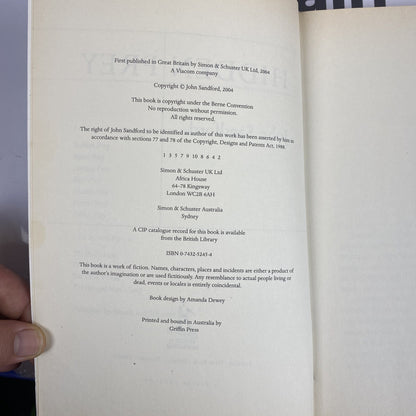 First published in Great Britain by Simon & Schuster UK Ltd, 2004
A Viacom company
Copyright © John Sandford, 2004
This book is copyright under the Berne Convention
No reproduction without permission.
All rights reserved.
The right of John Sandford to be identified as author of this work has been asserted by him in
accordance with sections 77 and 78 of the Copyright, Designs and Patents Act, 1988.
1 3 5 7 9 10 8 6 4 2
Simon & Schuster UK Ltd
Africa House
64–78 Kingsway
London WC2B 6AH
Simon & Schuster Australia
Sydney
A CIP catalogue record for this book is available
from the British Library
ISBN 0-7432-5247-4
This book is a work of fiction. Names, characters, places and incidents are either a product of
the author's imagination or are used fictitiously. Any resemblance to actual people living or
dead, events or locales is entirely coincidental.
Book design by Amanda Dewey
Printed and bound in Australia by
Griffin Press